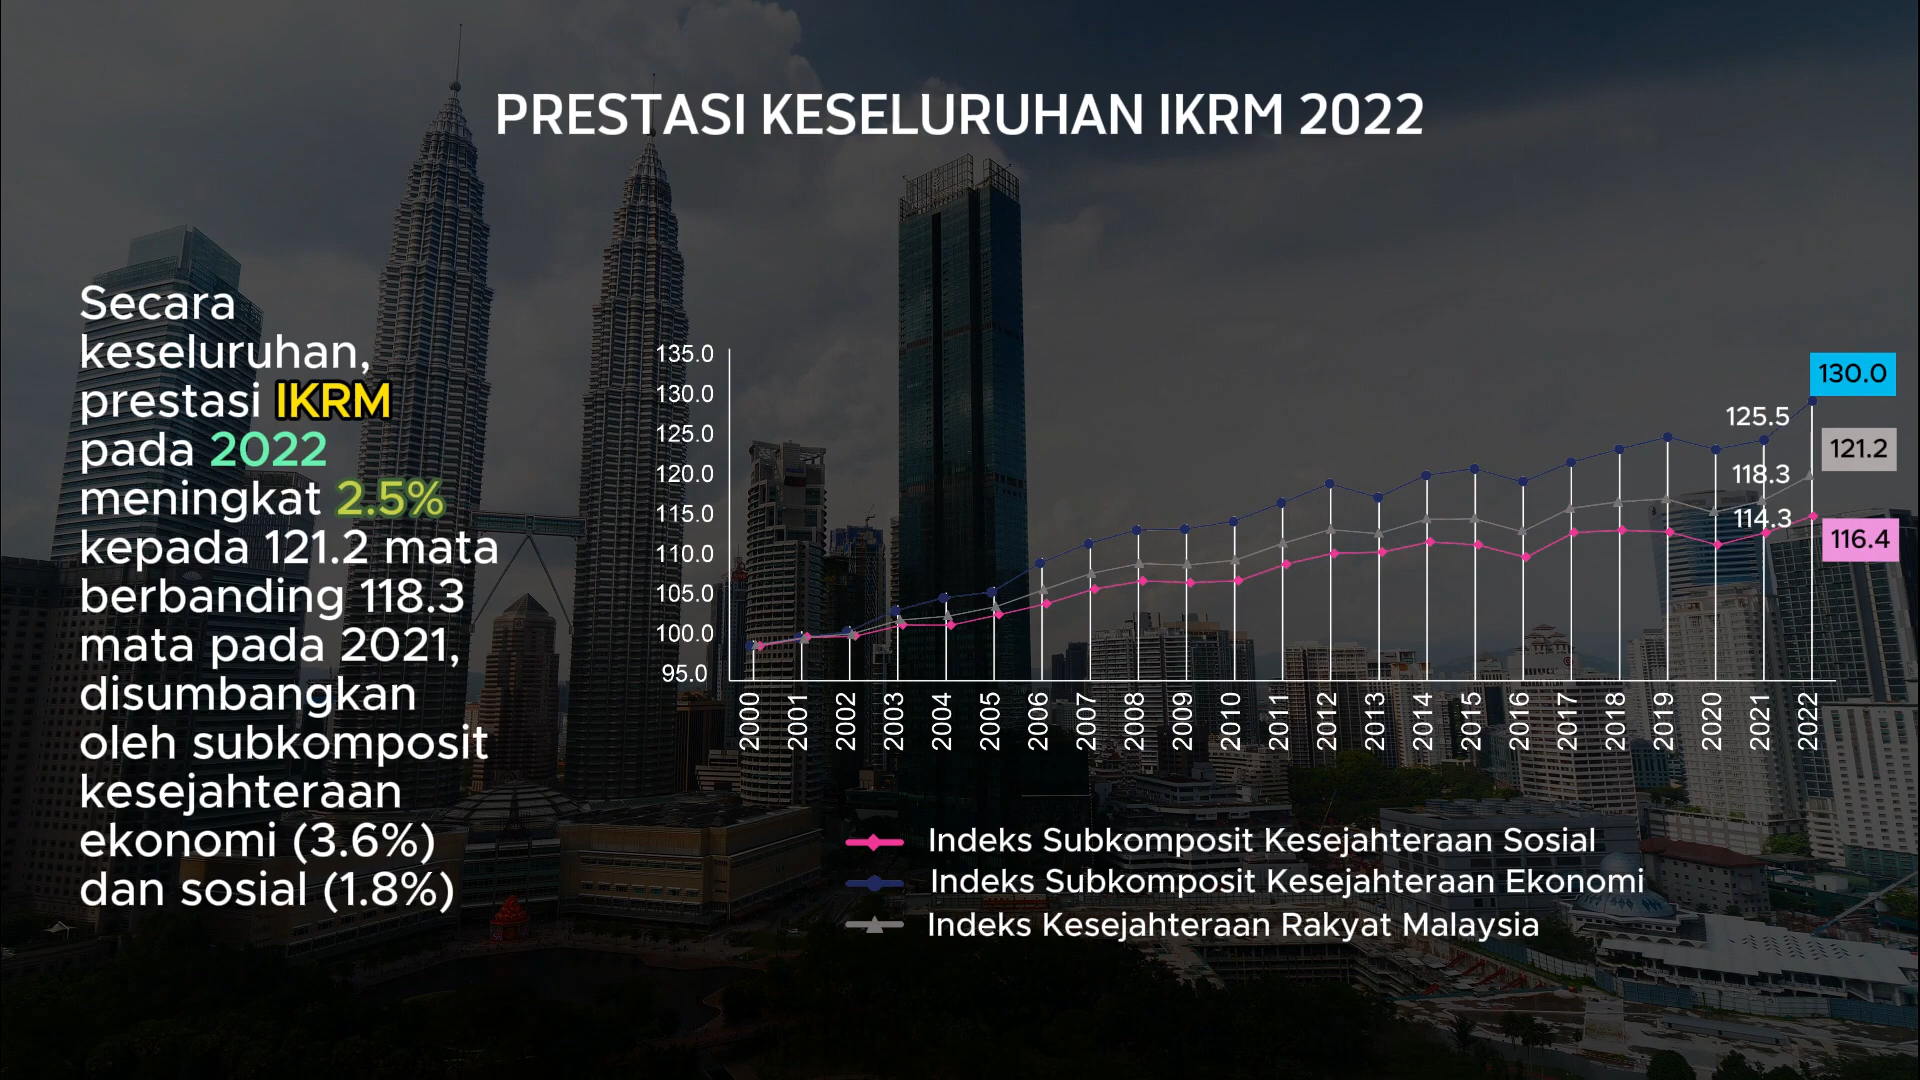 PRESTASI KESELURUHAN IKRM 2022
Secara
keseluruhan,
prestasi IKRM
pada 2022
meningkat 2.5%
kepada 121.2 mata
berbanding 118.3
mata pada 2021,
disumbangkan
oleh subkomposit
kesejahteraan
ekonomi (3.6%)
dan sosial (1.8%)
135.0
130.0
125.0
120.0
115.0
110.0
105.0
100.0
95.0
130.0
125.5
121.2
118.3
114.3
116.4
2000 2001 2002 2003 2004 2005 2006 2007 2008 2009 2010 2011 2012 2013 2014 2015 2016 2017 2018 2019 2020 2021 2022
Indeks Subkomposit Kesejahteraan Sosial
Indeks Subkomposit Kesejahteraan Ekonomi
Indeks Kesejahteraan Rakyat Malaysia